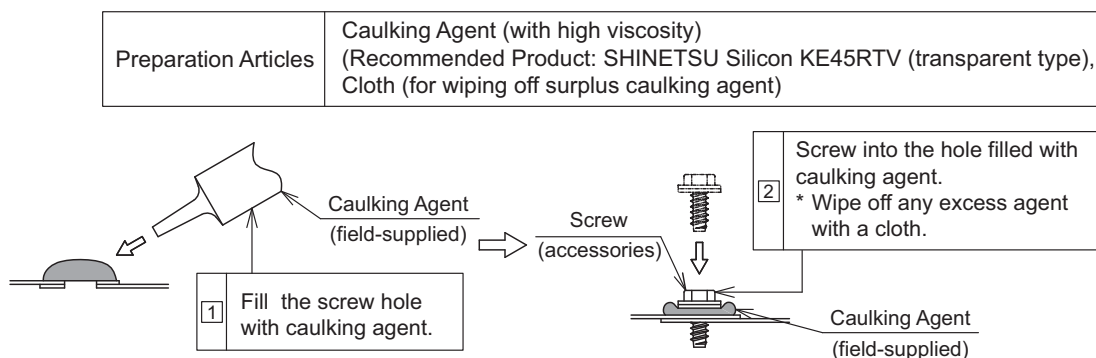 Preparation Articles
Caulking Agent (with high viscosity)
(Recommended Product: SHINETSU Silicon KE45RTV (transparent type),
Cloth (for wiping off surplus caulking agent)
Caulking Agent
(field-supplied)
1
Fill the screw hole
with caulking agent.
Screw
(accessories)
2
Screw into the hole filled with
caulking agent.
* Wipe off any excess agent
with a cloth.
Caulking Agent
(field-supplied)